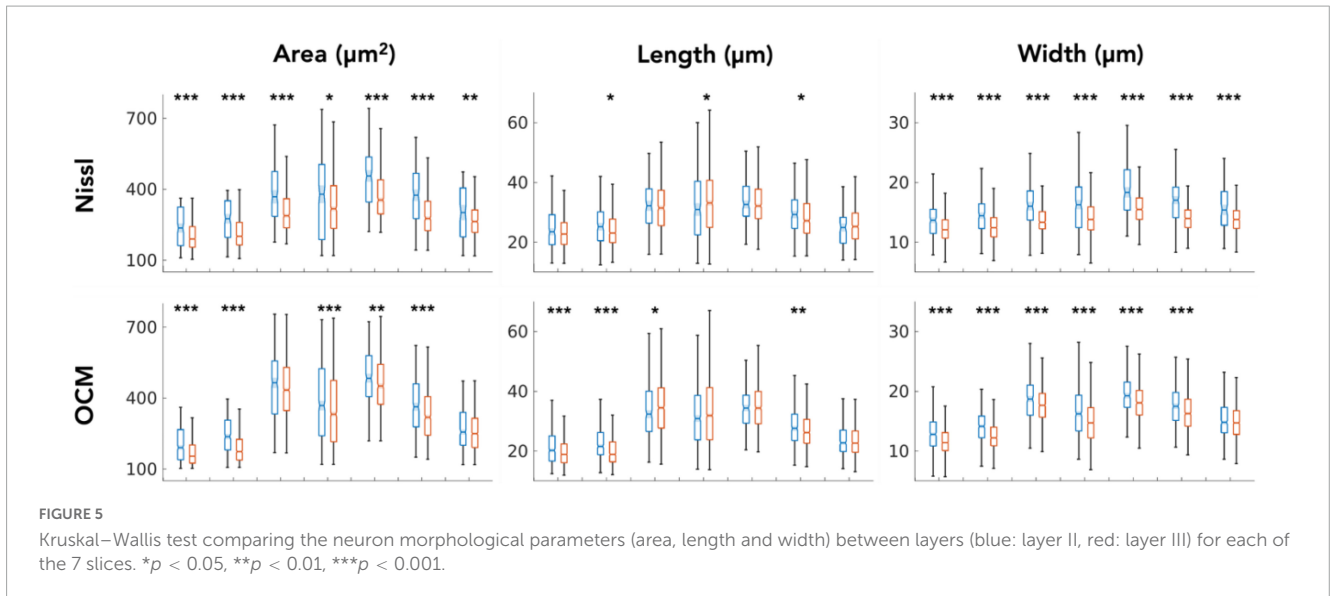 Area (μm²) Length (μm) Width (μm)
Nissl
*** *** *** * *** *** **
700
400
100
* * *
60
40
20
*** *** *** *** *** *** ***
30
20
10
OCM
*** *** *** ** ***
700
400
100
*** *** * **
60
40
20
*** *** *** *** *** ***
30
20
10
FIGURE 5
Kruskal–Wallis test comparing the neuron morphological parameters (area, length and width) between layers (blue: layer II, red: layer III) for each of
the 7 slices. *p < 0.05, **p < 0.01, ***p < 0.001.